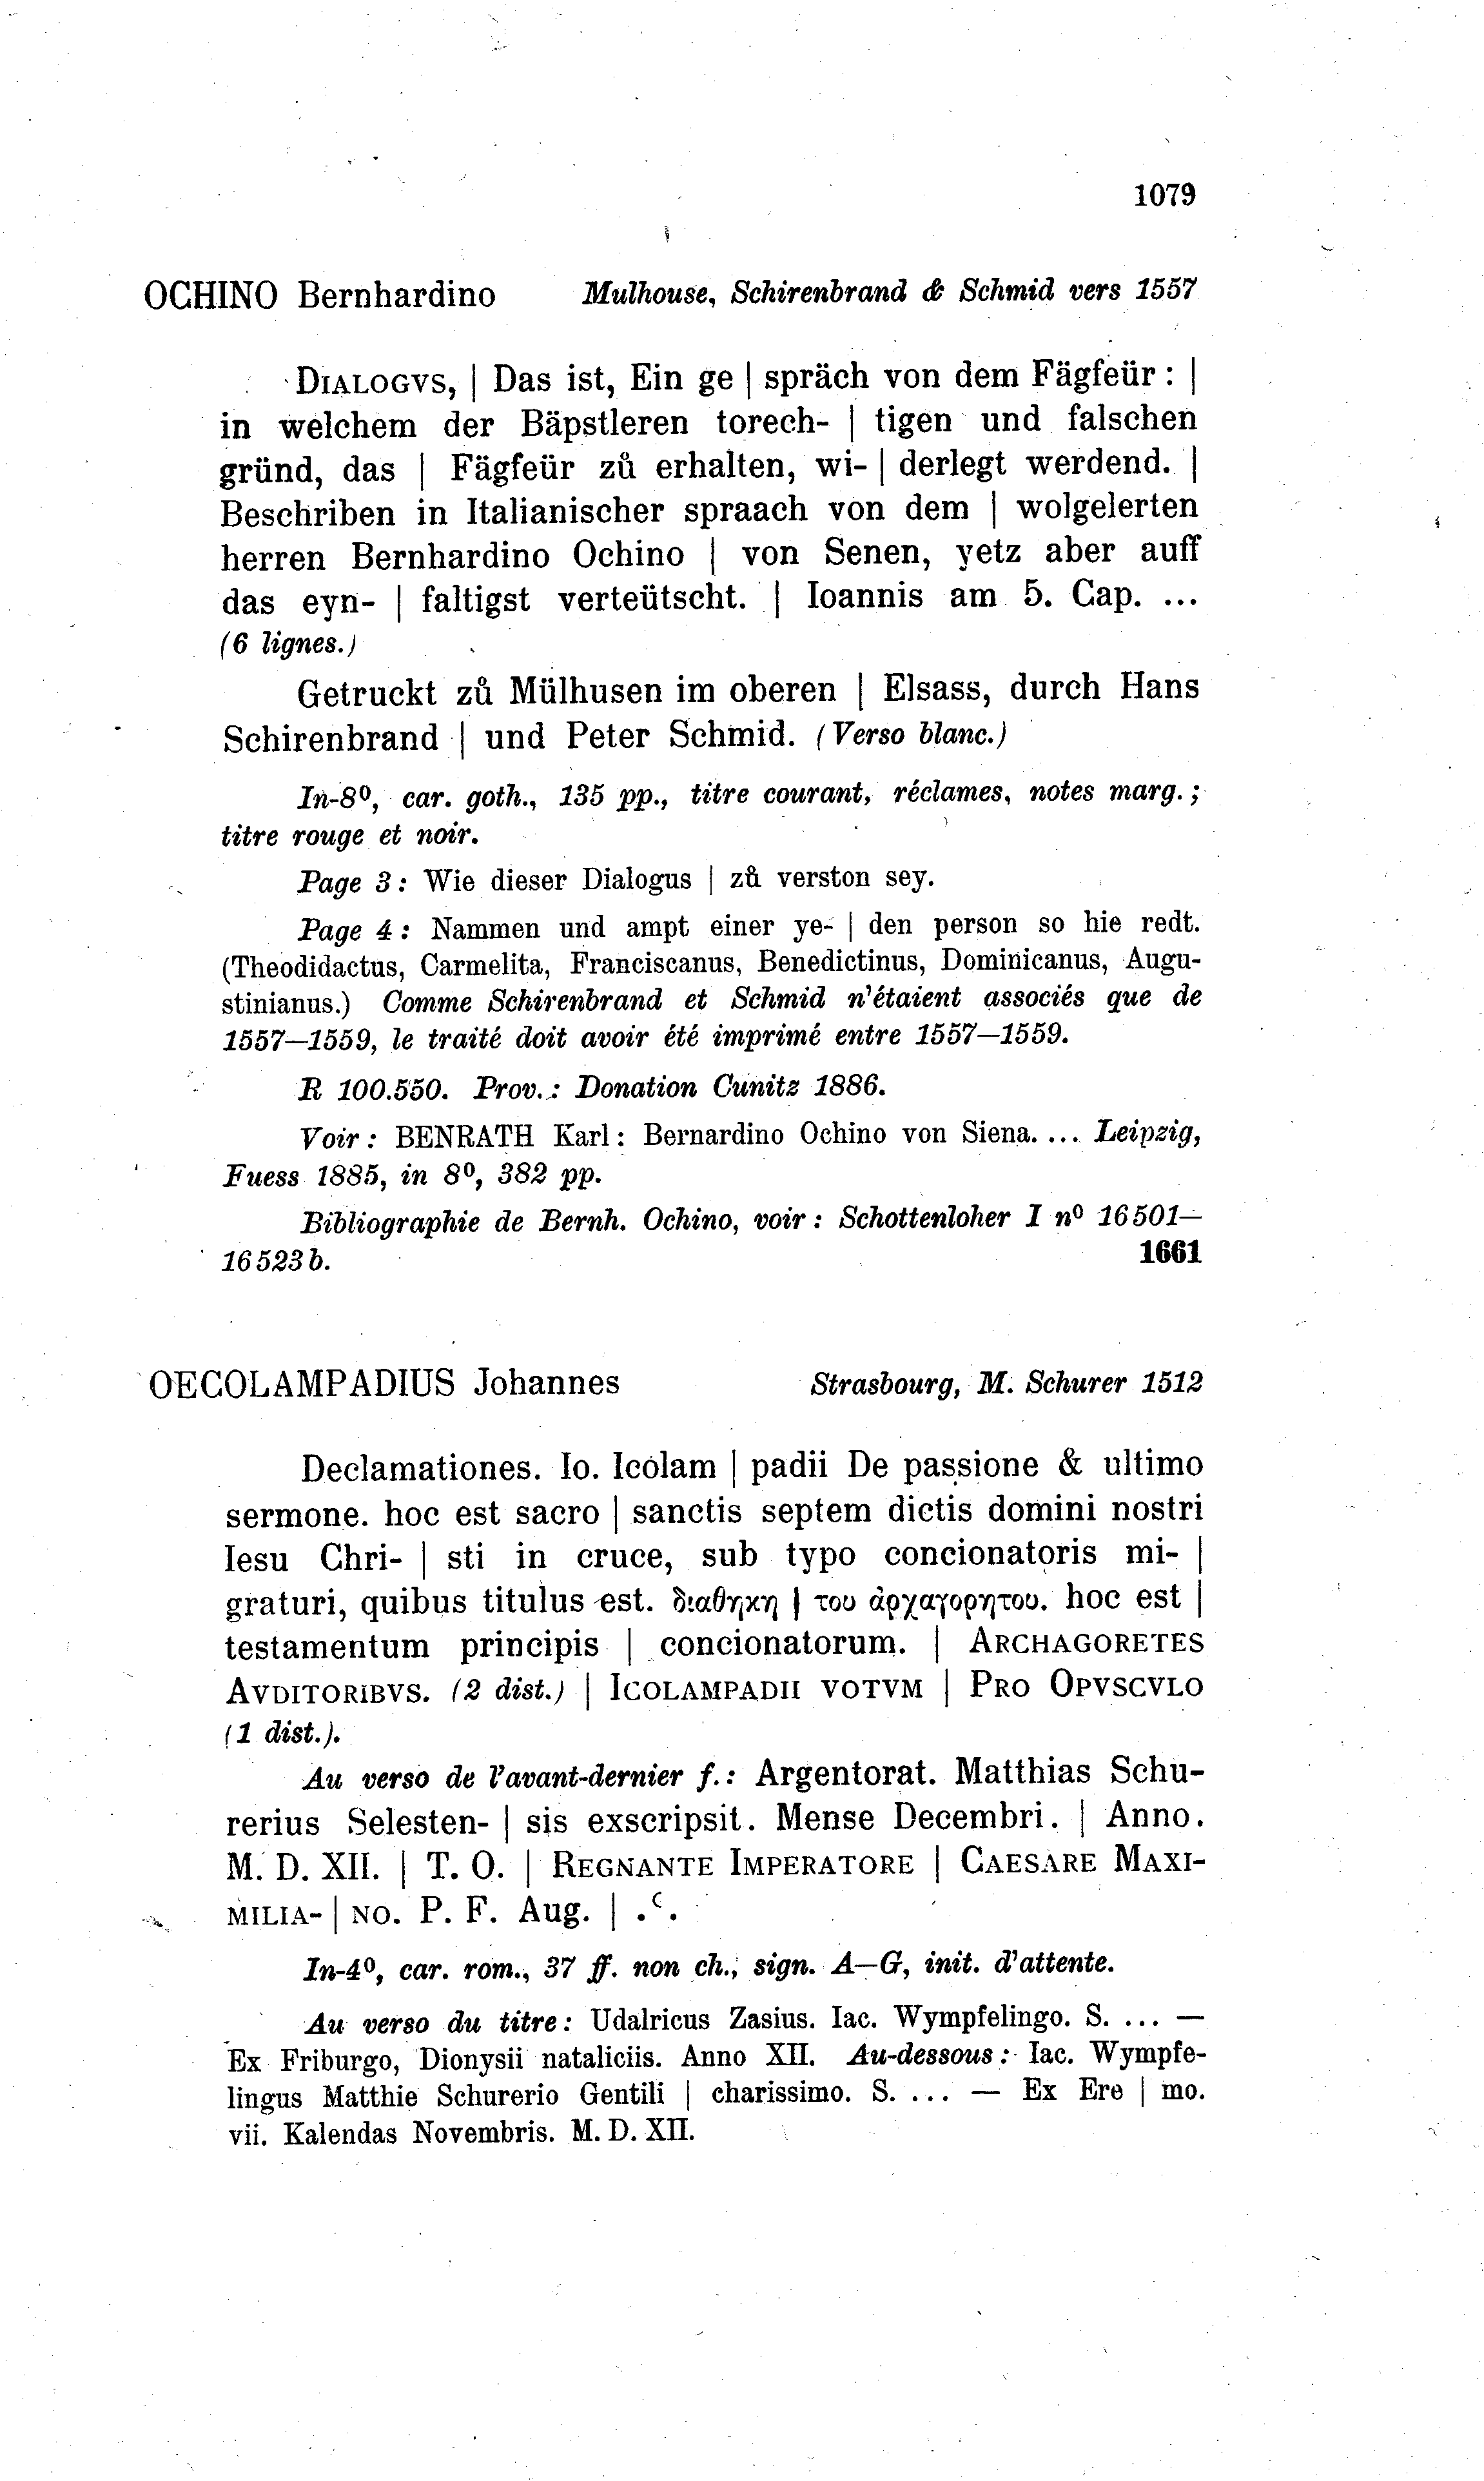 1079
OCHINO Bernhardino Mulhouse, Schirenbrand & Schmid vers 1557
DIALOGVS, | Das ist, Ein ge | spräch von dem Fägfeür : |
in welchem der Bäpstleren torech- | tigen und falschen
gründ, das | Fägfeür zů erhalten, wi- | derlegt werdend. |
Beschriben in Italianischer spraach von dem | wolgelerten
herren Bernhardino Ochino | von Senen, yetz aber auff
das eyn- | faltigst verteütscht. | Ioannis am 5. Cap. ...
(6 lignes.)
Getruckt zů Mülhusen im oberen | Elsass, durch Hans
Schirenbrand | und Peter Schmid. (Verso blanc.)
In-8⁰, car. goth., 135 pp., titre courant, réclames, notes marg. ;
titre rouge et noir.
Page 3 : Wie dieser Dialogus | zů verston sey.
Page 4 : Nammen und ampt einer ye- | den person so hie redt.
(Theodidactus, Carmelita, Franciscanus, Benedictinus, Dominicanus, Augu-
stinianus.) Comme Schirenbrand et Schmid n'étaient associés que de
1557—1559, le traité doit avoir été imprimé entre 1557—1559.
R 100.550. Prov. : Donation Cunitz 1886.
Voir : BENRATH Karl : Bernardino Ochino von Siena. ... Leipzig,
Fuess 1885, in 8⁰, 382 pp.
Bibliographie de Bernh. Ochino, voir : Schottenloher I n⁰ 16501—
16523 b. 1661
OECOLAMPADIUS Johannes Strasbourg, M. Schurer 1512
Declamationes. Io. Icolam | padii De passione & ultimo
sermone. hoc est sacro | sanctis septem dictis domini nostri
Iesu Chri- | sti in cruce, sub typo concionatoris mi- |
graturi, quibus titulus est. διαθηκη | του ἀρχαγορητου. hoc est |
testamentum principis | concionatorum. | ARCHAGORETES
AVDITORIBVS. (2 dist.) | ICOLAMPADII VOTVM | PRO OPVSCVLO
(1 dist.).
Au verso de l'avant-dernier f. : Argentorat. Matthias Schu-
rerius Selesten- | sis exscripsit. Mense Decembri. | Anno.
M. D. XII. | T. O. | REGNANTE IMPERATORE | CAESARE MAXI-
MILIA- | NO. P. F. Aug. | .ᶜ.
In-4⁰, car. rom., 37 ff. non ch., sign. A—G, init. d'attente.
Au verso du titre : Udalricus Zasius. Iac. Wympfelingo. S. ... —
Ex Friburgo, Dionysii nataliciis. Anno XII. Au-dessous : Iac. Wympfe-
lingus Matthie Schurerio Gentili | charissimo. S. ... — Ex Ere | mo.
vii. Kalendas Novembris. M. D. XII.